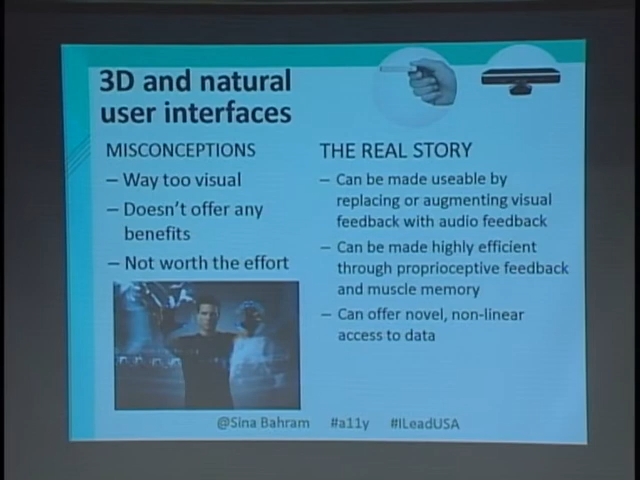 3D and natural
user interfaces
MISCONCEPTIONS
– Way too visual
– Doesn't offer any
benefits
– Not worth the effort
THE REAL STORY
– Can be made useable by
replacing or augmenting visual
feedback with audio feedback
– Can be made highly efficient
through proprioceptive feedback
and muscle memory
– Can offer novel, non-linear
access to data
@Sina Bahram #a11y #ILeadUSA